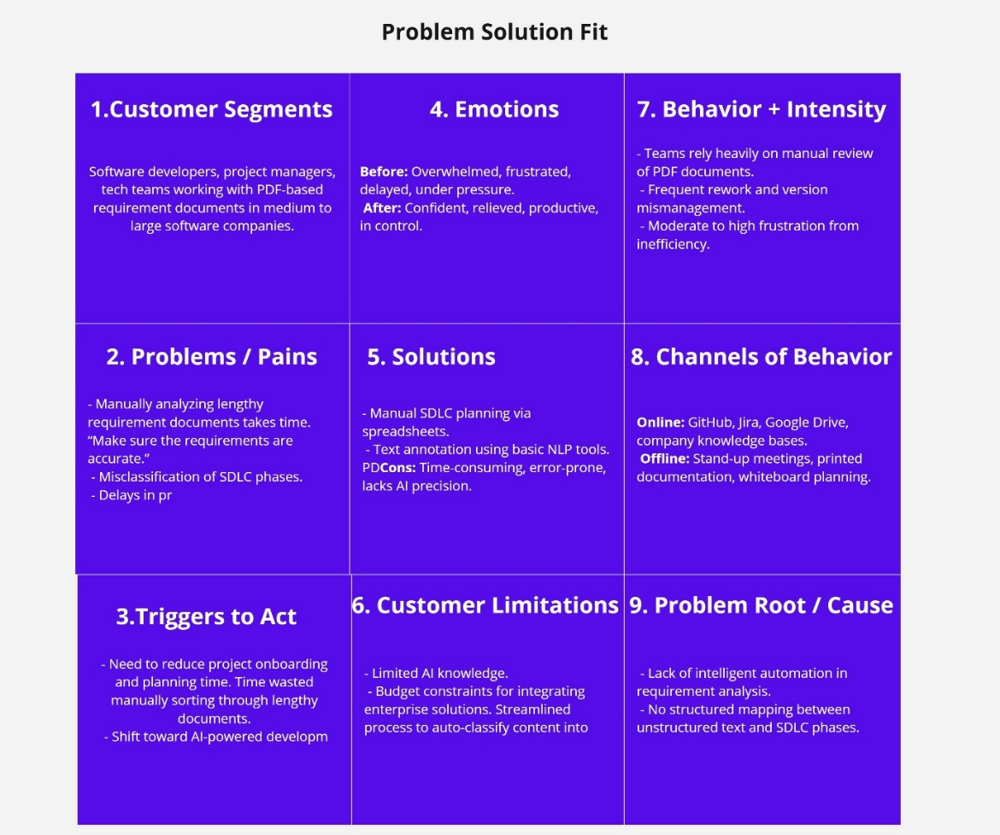 Problem Solution Fit
1.Customer Segments
Software developers, project managers,
tech teams working with PDF-based
requirement documents in medium to
large software companies.
4. Emotions
Before: Overwhelmed, frustrated,
delayed, under pressure.
After: Confident, relieved, productive,
in control.
7. Behavior + Intensity
- Teams rely heavily on manual review
of PDF documents.
- Frequent rework and version
mismanagement.
- Moderate to high frustration from
inefficiency.
2. Problems / Pains
- Manually analyzing lengthy
requirement documents takes time.
“Make sure the requirements are
accurate.”
- Misclassification of SDLC phases.
- Delays in pr
5. Solutions
- Manual SDLC planning via
spreadsheets.
- Text annotation using basic NLP tools.
PDCons: Time-consuming, error-prone,
lacks AI precision.
8. Channels of Behavior
Online: GitHub, Jira, Google Drive,
company knowledge bases.
Offline: Stand-up meetings, printed
documentation, whiteboard planning.
3.Triggers to Act
- Need to reduce project onboarding
and planning time. Time wasted
manually sorting through lengthy
documents.
- Shift toward AI-powered developm
6. Customer Limitations
- Limited AI knowledge.
- Budget constraints for integrating
enterprise solutions. Streamlined
process to auto-classify content into
9. Problem Root / Cause
- Lack of intelligent automation in
requirement analysis.
- No structured mapping between
unstructured text and SDLC phases.